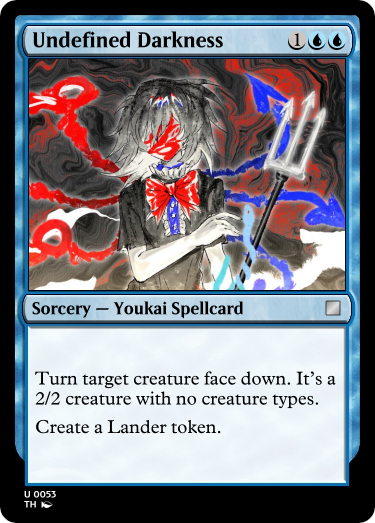 Undefined Darkness 1
Sorcery — Youkai Spellcard
Turn target creature face down. It's a
2/2 creature with no creature types.
Create a Lander token.
U 0053
TH